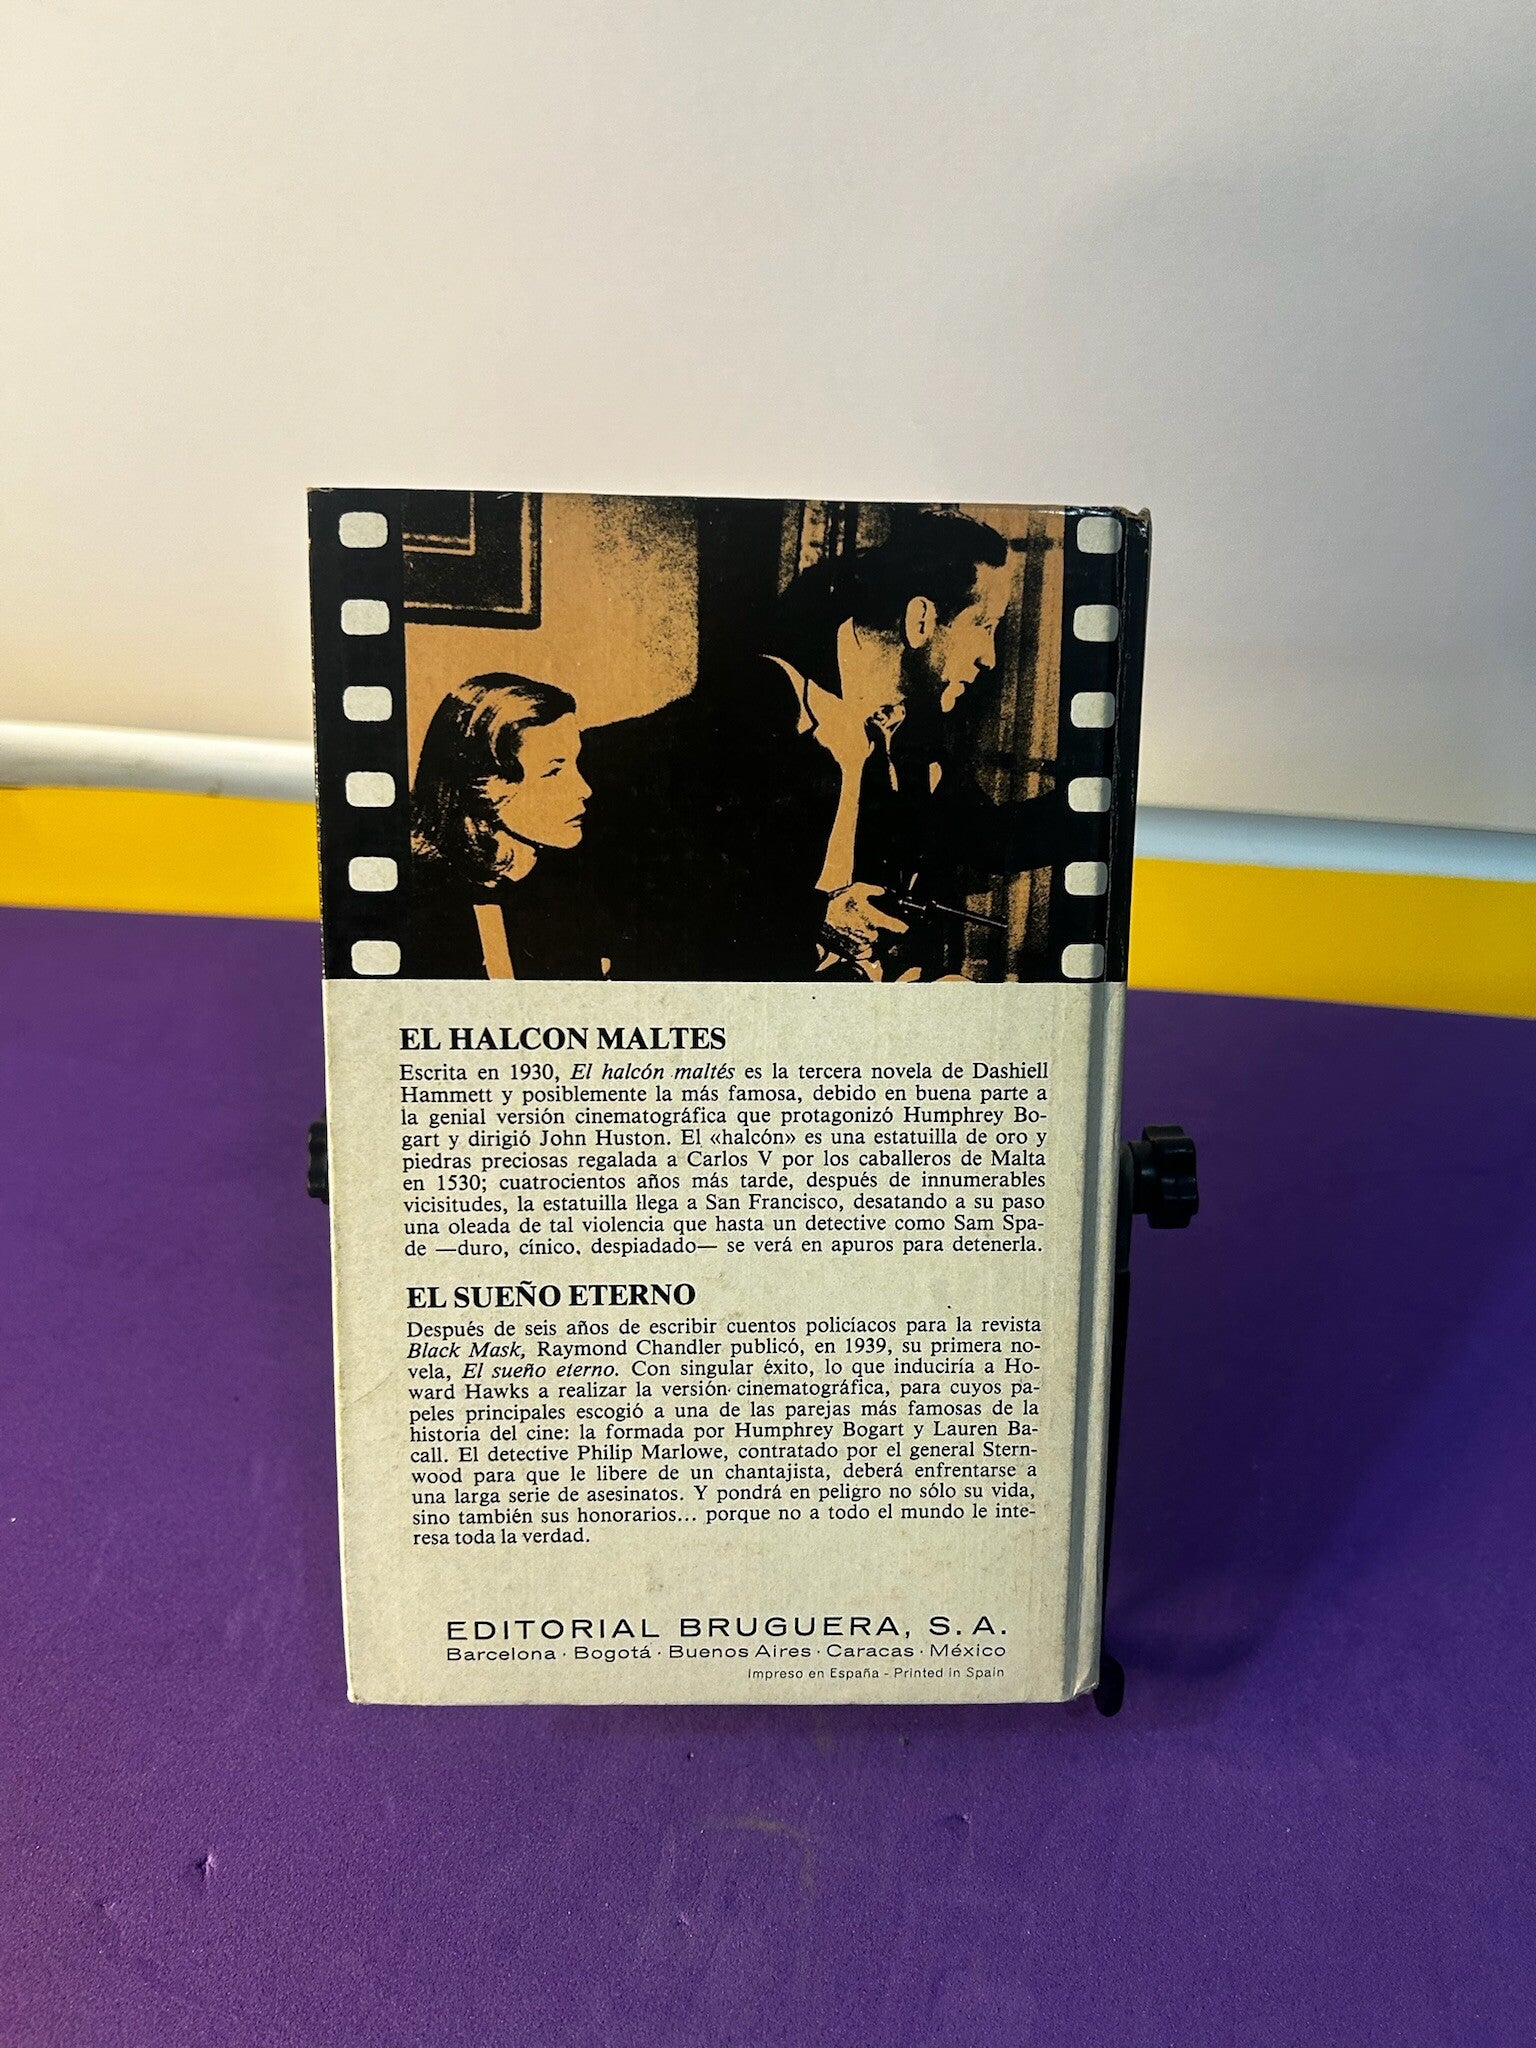 EL HALCON MALTES
Escrita en 1930, El halcón maltés es la tercera novela de Dashiell
Hammett y posiblemente la más famosa, debido en buena parte a
la genial versión cinematográfica que protagonizó Humphrey Bo-
gart y dirigió John Huston. El «halcón» es una estatuilla de oro y
piedras preciosas regalada a Carlos V por los caballeros de Malta
en 1530; cuatrocientos años más tarde, después de innumerables
vicisitudes, la estatuilla llega a San Francisco, desatando a su paso
una oleada de tal violencia que hasta un detective como Sam Spa-
de —duro, cínico, despiadado— se verá en apuros para detenerla.
EL SUEÑO ETERNO
Después de seis años de escribir cuentos policíacos para la revista
Black Mask, Raymond Chandler publicó, en 1939, su primera no-
vela, El sueño eterno. Con singular éxito, lo que induciría a Ho-
ward Hawks a realizar la versión cinematográfica, para cuyos pa-
peles principales escogió a una de las parejas más famosas de la
historia del cine: la formada por Humphrey Bogart y Lauren Ba-
call. El detective Philip Marlowe, contratado por el general Stern-
wood para que le libere de un chantajista, deberá enfrentarse a
una larga serie de asesinatos. Y pondrá en peligro no sólo su vida,
sino también sus honorarios... porque no a todo el mundo le inte-
resa toda la verdad.
EDITORIAL BRUGUERA, S.A.
Barcelona · Bogotá · Buenos Aires · Caracas · México
Impreso en España - Printed in Spain